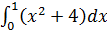 ∫₀¹(x² + 4)dx